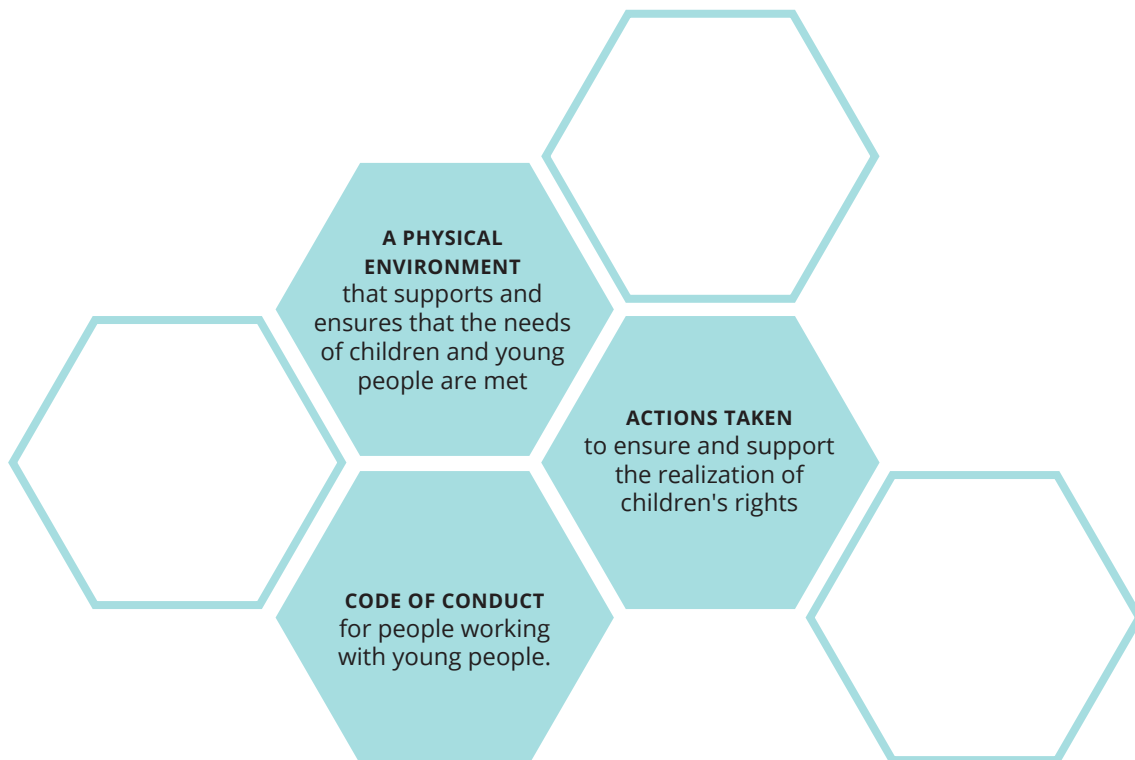 A PHYSICAL
ENVIRONMENT
that supports and
ensures that the needs
of children and young
people are met
ACTIONS TAKEN
to ensure and support
the realization of
children's rights
CODE OF CONDUCT
for people working
with young people.